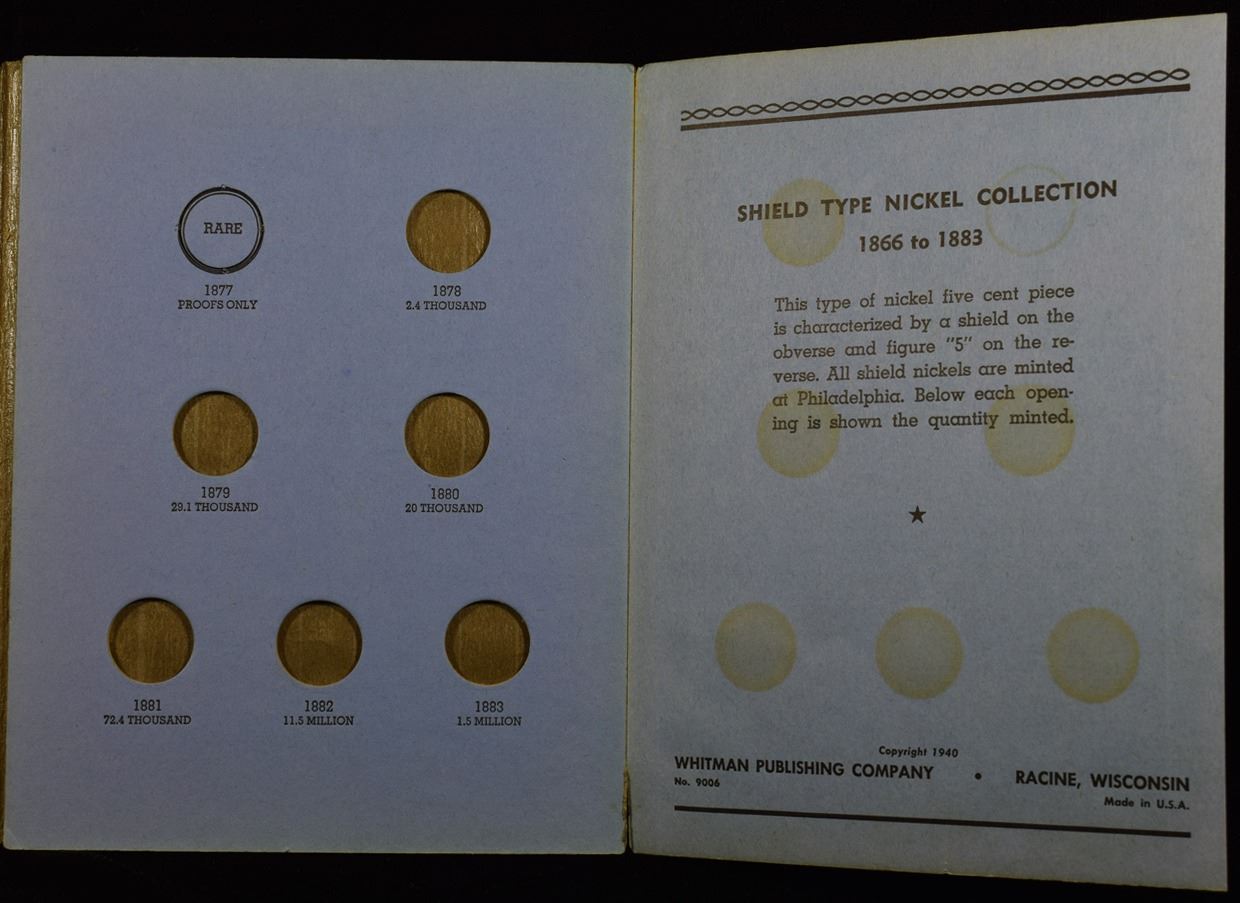 RARE
1877
PROOFS ONLY
1878
2.4 THOUSAND
1879
29.1 THOUSAND
1880
20 THOUSAND
1881
72.4 THOUSAND
1882
11.5 MILLION
1883
1.5 MILLION
SHIELD TYPE NICKEL COLLECTION
1866 to 1883
This type of nickel five cent piece
is characterized by a shield on the
obverse and figure "5" on the re-
verse. All shield nickels are minted
at Philadelphia. Below each open-
ing is shown the quantity minted.
Copyright 1940
WHITMAN PUBLISHING COMPANY • RACINE, WISCONSIN
No. 9006
Made in U.S.A.